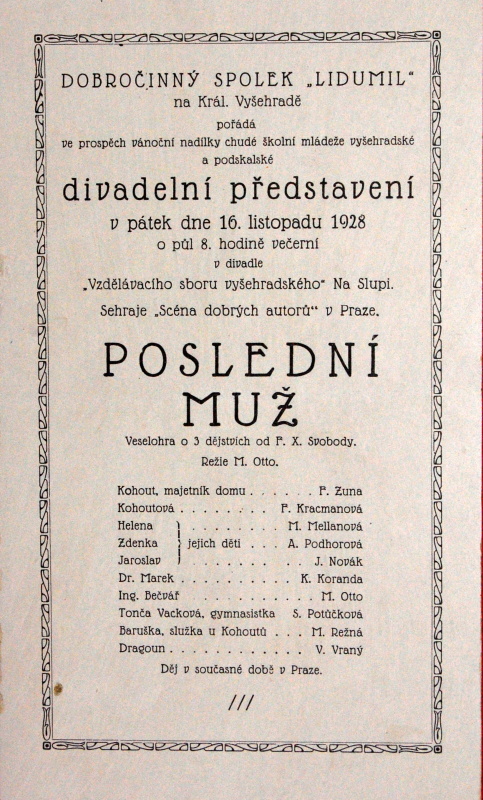 DOBROČINNÝ SPOLEK „LIDUMIL“
na Král. Vyšehradě
pořádá
ve prospěch vánoční nadílky chudé školní mládeže vyšehradské
a podskalské
divadelní představení
v pátek dne 16. listopadu 1928
o půl 8. hodině večerní
v divadle
„Vzdělávacího sboru vyšehradského“ Na Slupi.
Sehraje „Scéna dobrých autorů“ v Praze.
POSLEDNÍ
MUŽ
Veselohra o 3 dějstvích od F. X. Svobody.
Režie M. Otto.
Kohout, majetník domu . . . . . . F. Zuna
Kohoutová . . . . . . . . F. Kracmanová
Helena } . . . . . . . . M. Mellanová
Zdenka } jejich děti . . . A. Podhorová
Jaroslav } . . . . . . . . J. Novák
Dr. Marek . . . . . . . . . . K. Koranda
Ing. Bečvář . . . . . . . . . . M. Otto
Tonča Vacková, gymnasistka S. Potůčková
Baruška, služka u Kohoutů . . . M. Režná
Dragoun . . . . . . . . . . . . V. Vraný
Děj v současné době v Praze.
///